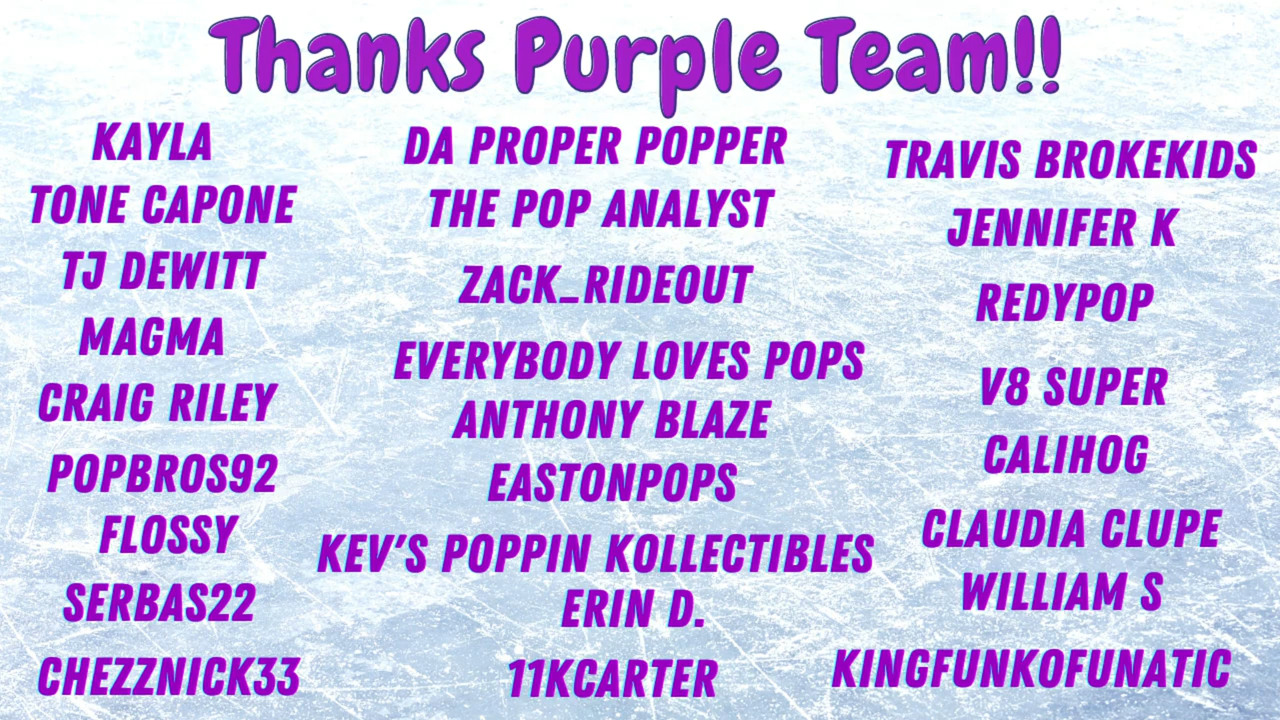 Thanks Purple Team!!
KAYLA
TONE CAPONE
TJ DEWITT
MAGMA
CRAIG RILEY
POPBROS92
FLOSSY
SERBAS22
CHEZZNICK33
DA PROPER POPPER
THE POP ANALYST
ZACK_RIDEOUT
EVERYBODY LOVES POPS
ANTHONY BLAZE
EASTONPOPS
KEV'S POPPIN KOLLECTIBLES
ERIN D.
11KCARTER
TRAVIS BROKEKIDS
JENNIFER K
REDYPOP
V8 SUPER
CALIHOG
CLAUDIA CLUPE
WILLIAM S
KINGFUNKOFUNATIC